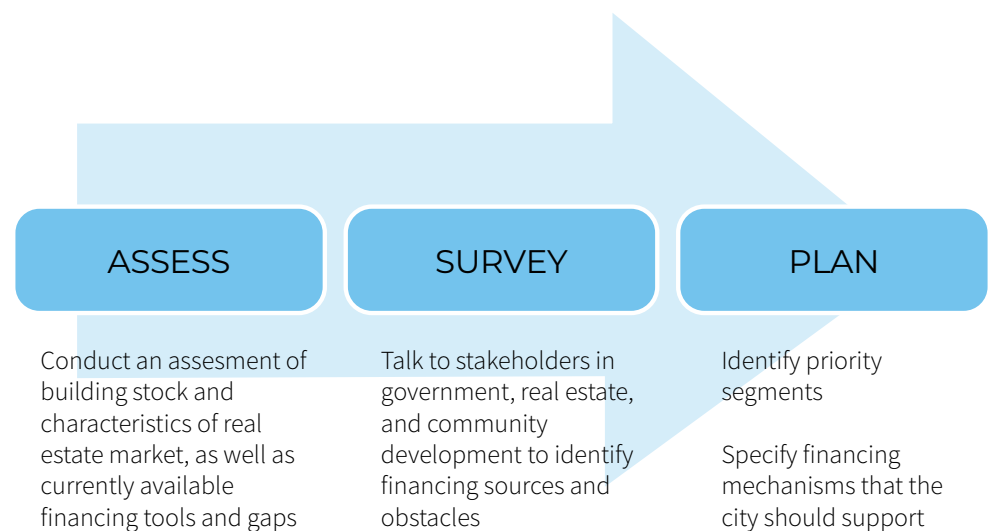 ASSESS
SURVEY
PLAN
Conduct an assesment of
building stock and
characteristics of real
estate market, as well as
currently available
financing tools and gaps
Talk to stakeholders in
government, real estate,
and community
development to identify
financing sources and
obstacles
Identify priority
segments
Specify financing
mechanisms that the
city should support